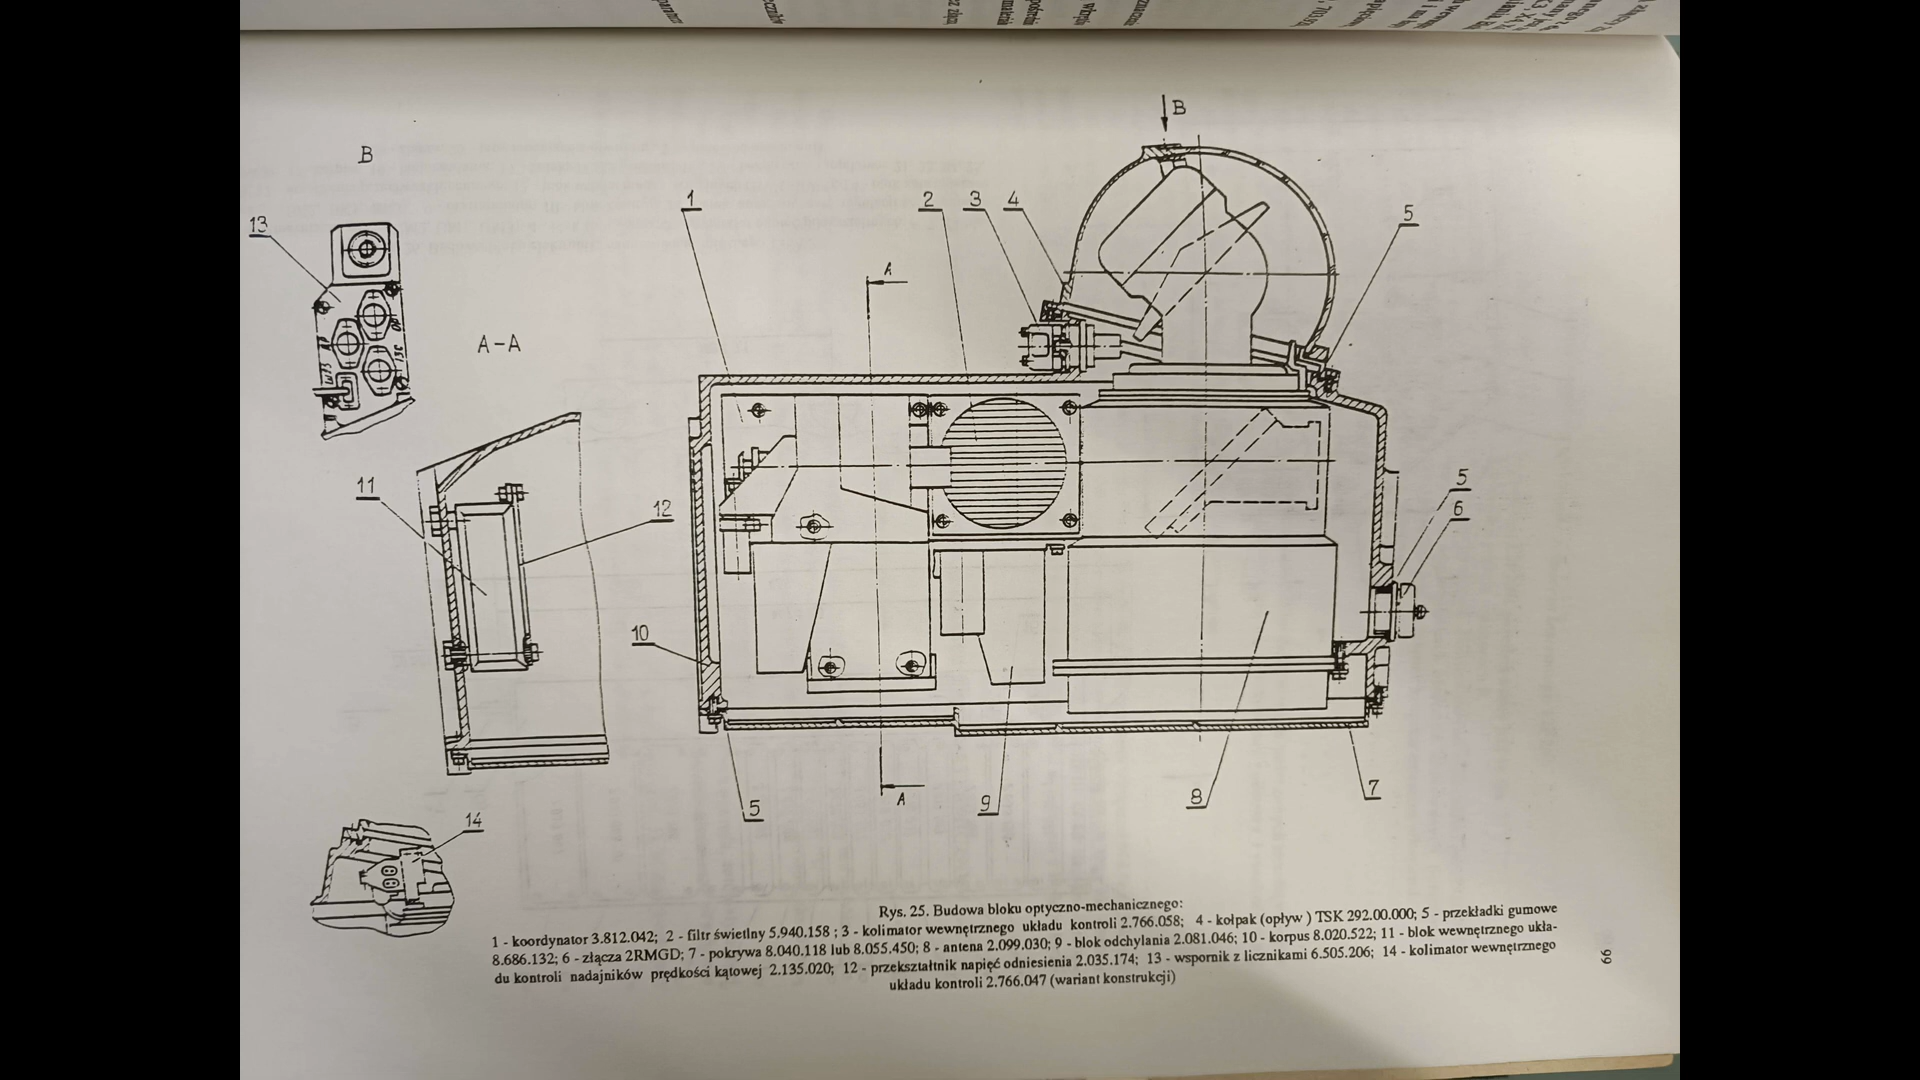 B
B
13
1
2
3
4
5
A
A-A
11
12
5
6
10
A
5
9
8
7
14
Rys. 25. Budowa bloku optyczno-mechanicznego:
1 - koordynator 3.812.042; 2 - filtr świetlny 5.940.158 ; 3 - kolimator wewnętrznego układu kontroli 2.766.058; 4 - kołpak (opływ ) TSK 292.00.000; 5 - przekładki gumowe
8.686.132; 6 - złącza 2RMGD; 7 - pokrywa 8.040.118 lub 8.055.450; 8 - antena 2.099.030; 9 - blok odchylania 2.081.046; 10 - korpus 8.020.522; 11 - blok wewnętrznego ukła-
du kontroli nadajników prędkości kątowej 2.135.020; 12 - przekształtnik napięć odniesienia 2.035.174; 13 - wspornik z licznikami 6.505.206; 14 - kolimator wewnętrznego
układu kontroli 2.766.047 (wariant konstrukcji)
66